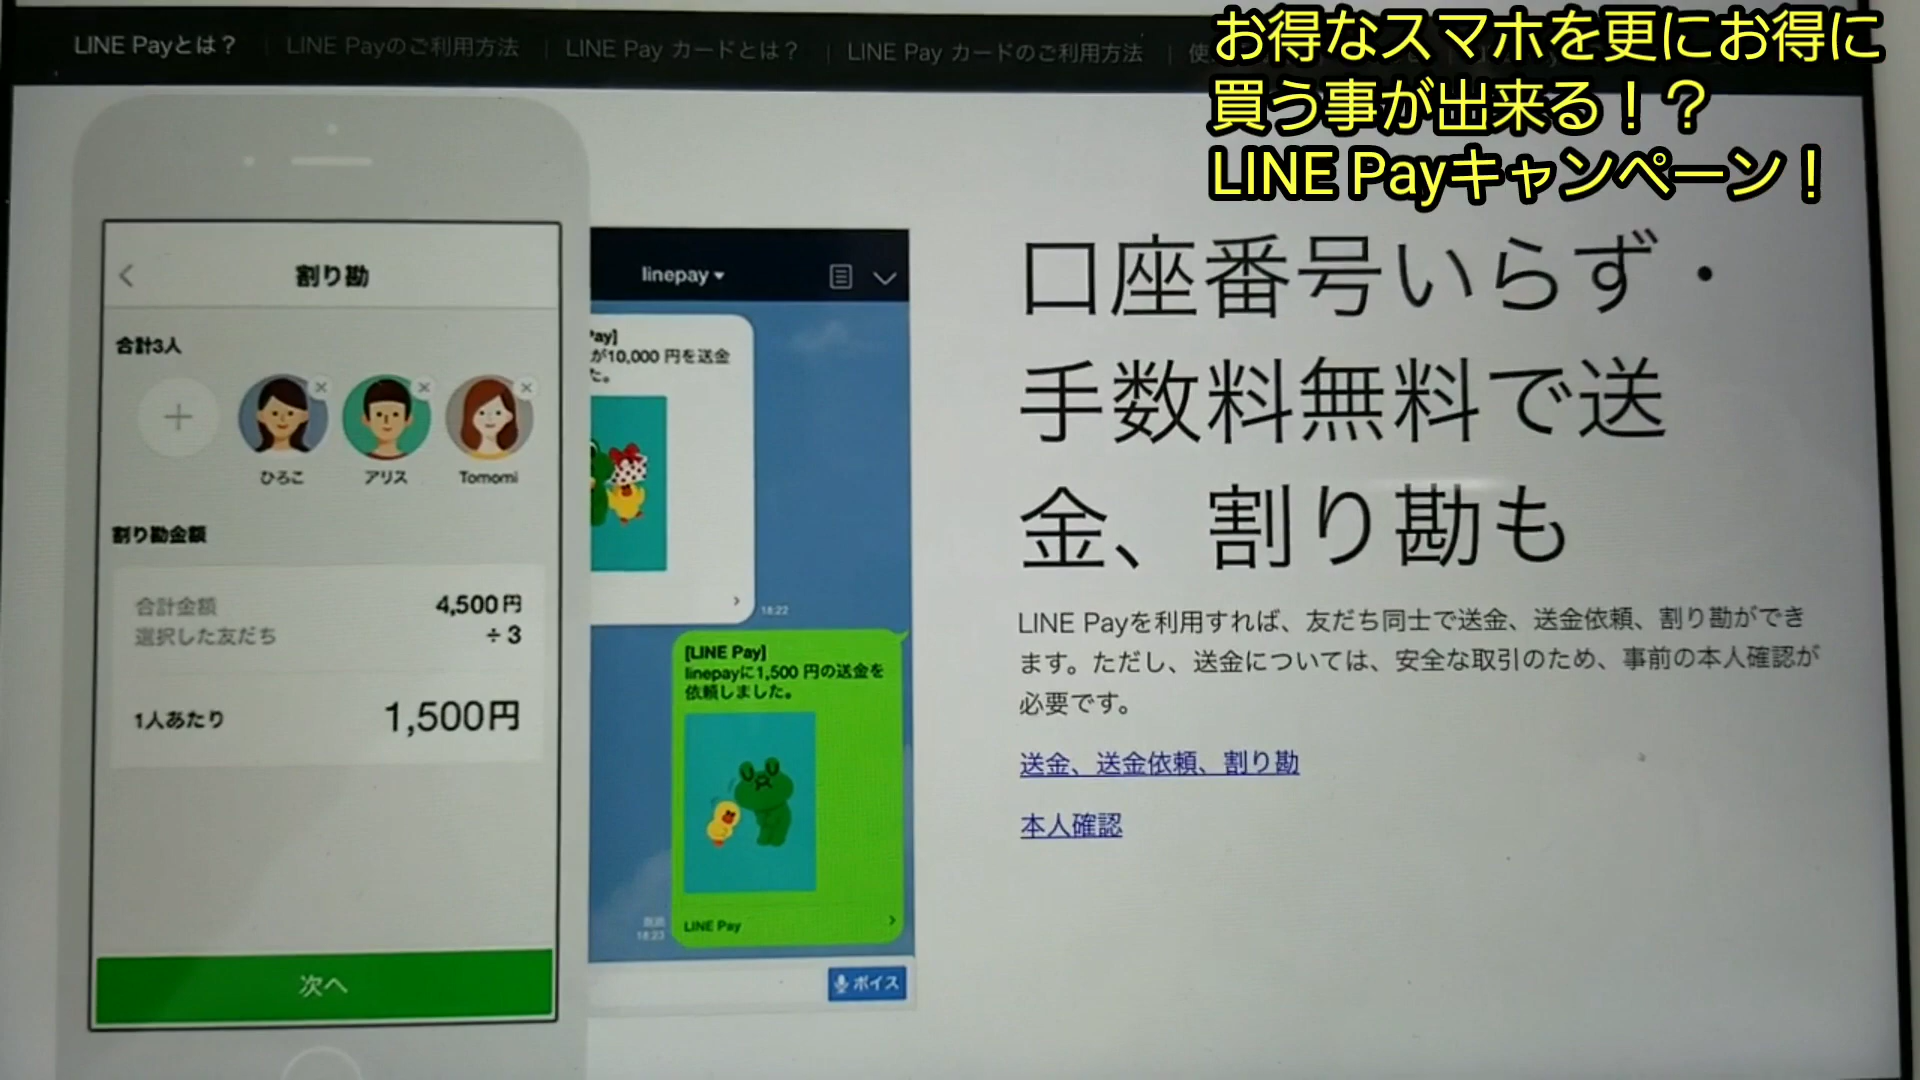 LINE Payとは？
LINE Payのご利用方法
LINE Pay カードとは？
LINE Pay カードのご利用方法
お得なスマホを更にお得に
買う事が出来る！？
LINE Payキャンペーン！
割り勘
合計3人
ひろこ
アリス
Tomomi
割り勘金額
合計金額
4,500円
選択した友だち
÷3
1人あたり
1,500円
次へ
linepay
Pay]
が10,000 円を送金
た。
18:22
[LINE Pay]
linepayに1,500 円の送金を
依頼しました。
既読
18:23
LINE Pay
ボイス
口座番号いらず・
手数料無料で送
金、割り勘も
LINE Payを利用すれば、友だち同士で送金、送金依頼、割り勘ができ
ます。ただし、送金については、安全な取引のため、事前の本人確認が
必要です。
送金、送金依頼、割り勘
本人確認